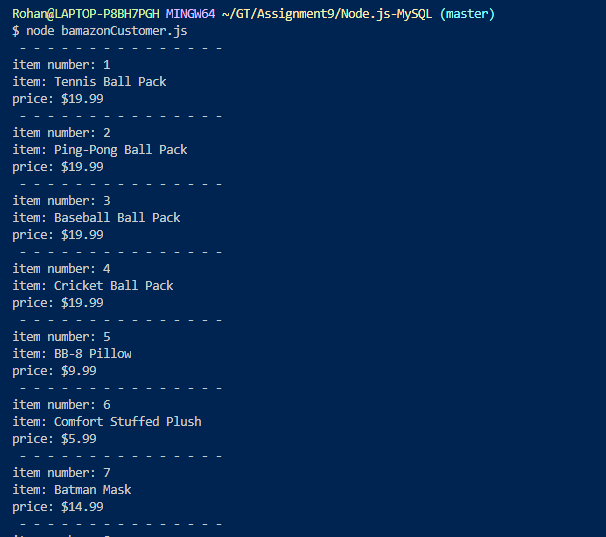 Rohan@LAPTOP-P8BH7PGH MINGW64 ~/GT/Assignment9/Node.js-MySQL (master)
$ node bamazonCustomer.js
- - - - - - - - - - - - - - -
item number: 1
item: Tennis Ball Pack
price: $19.99
- - - - - - - - - - - - - - -
item number: 2
item: Ping-Pong Ball Pack
price: $19.99
- - - - - - - - - - - - - - -
item number: 3
item: Baseball Ball Pack
price: $19.99
- - - - - - - - - - - - - - -
item number: 4
item: Cricket Ball Pack
price: $19.99
- - - - - - - - - - - - - - -
item number: 5
item: BB-8 Pillow
price: $9.99
- - - - - - - - - - - - - - -
item number: 6
item: Comfort Stuffed Plush
price: $5.99
- - - - - - - - - - - - - - -
item number: 7
item: Batman Mask
price: $14.99
- - - - - - - - - - - - - - -